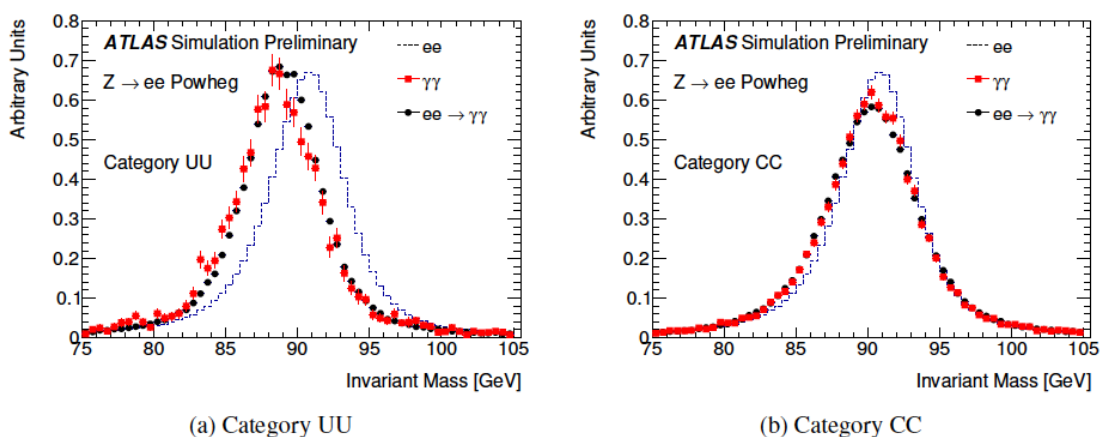 Arbitrary Units
0.8
0.7
0.6
0.5
0.4
0.3
0.2
0.1
0
ATLAS Simulation Preliminary
Z → ee Powheg
Category UU
ee
γγ
ee → γγ
75 80 85 90 95 100 105
Invariant Mass [GeV]
(a) Category UU
Arbitrary Units
0.8
0.7
0.6
0.5
0.4
0.3
0.2
0.1
0
ATLAS Simulation Preliminary
Z → ee Powheg
Category CC
ee
γγ
ee → γγ
75 80 85 90 95 100 105
Invariant Mass [GeV]
(b) Category CC